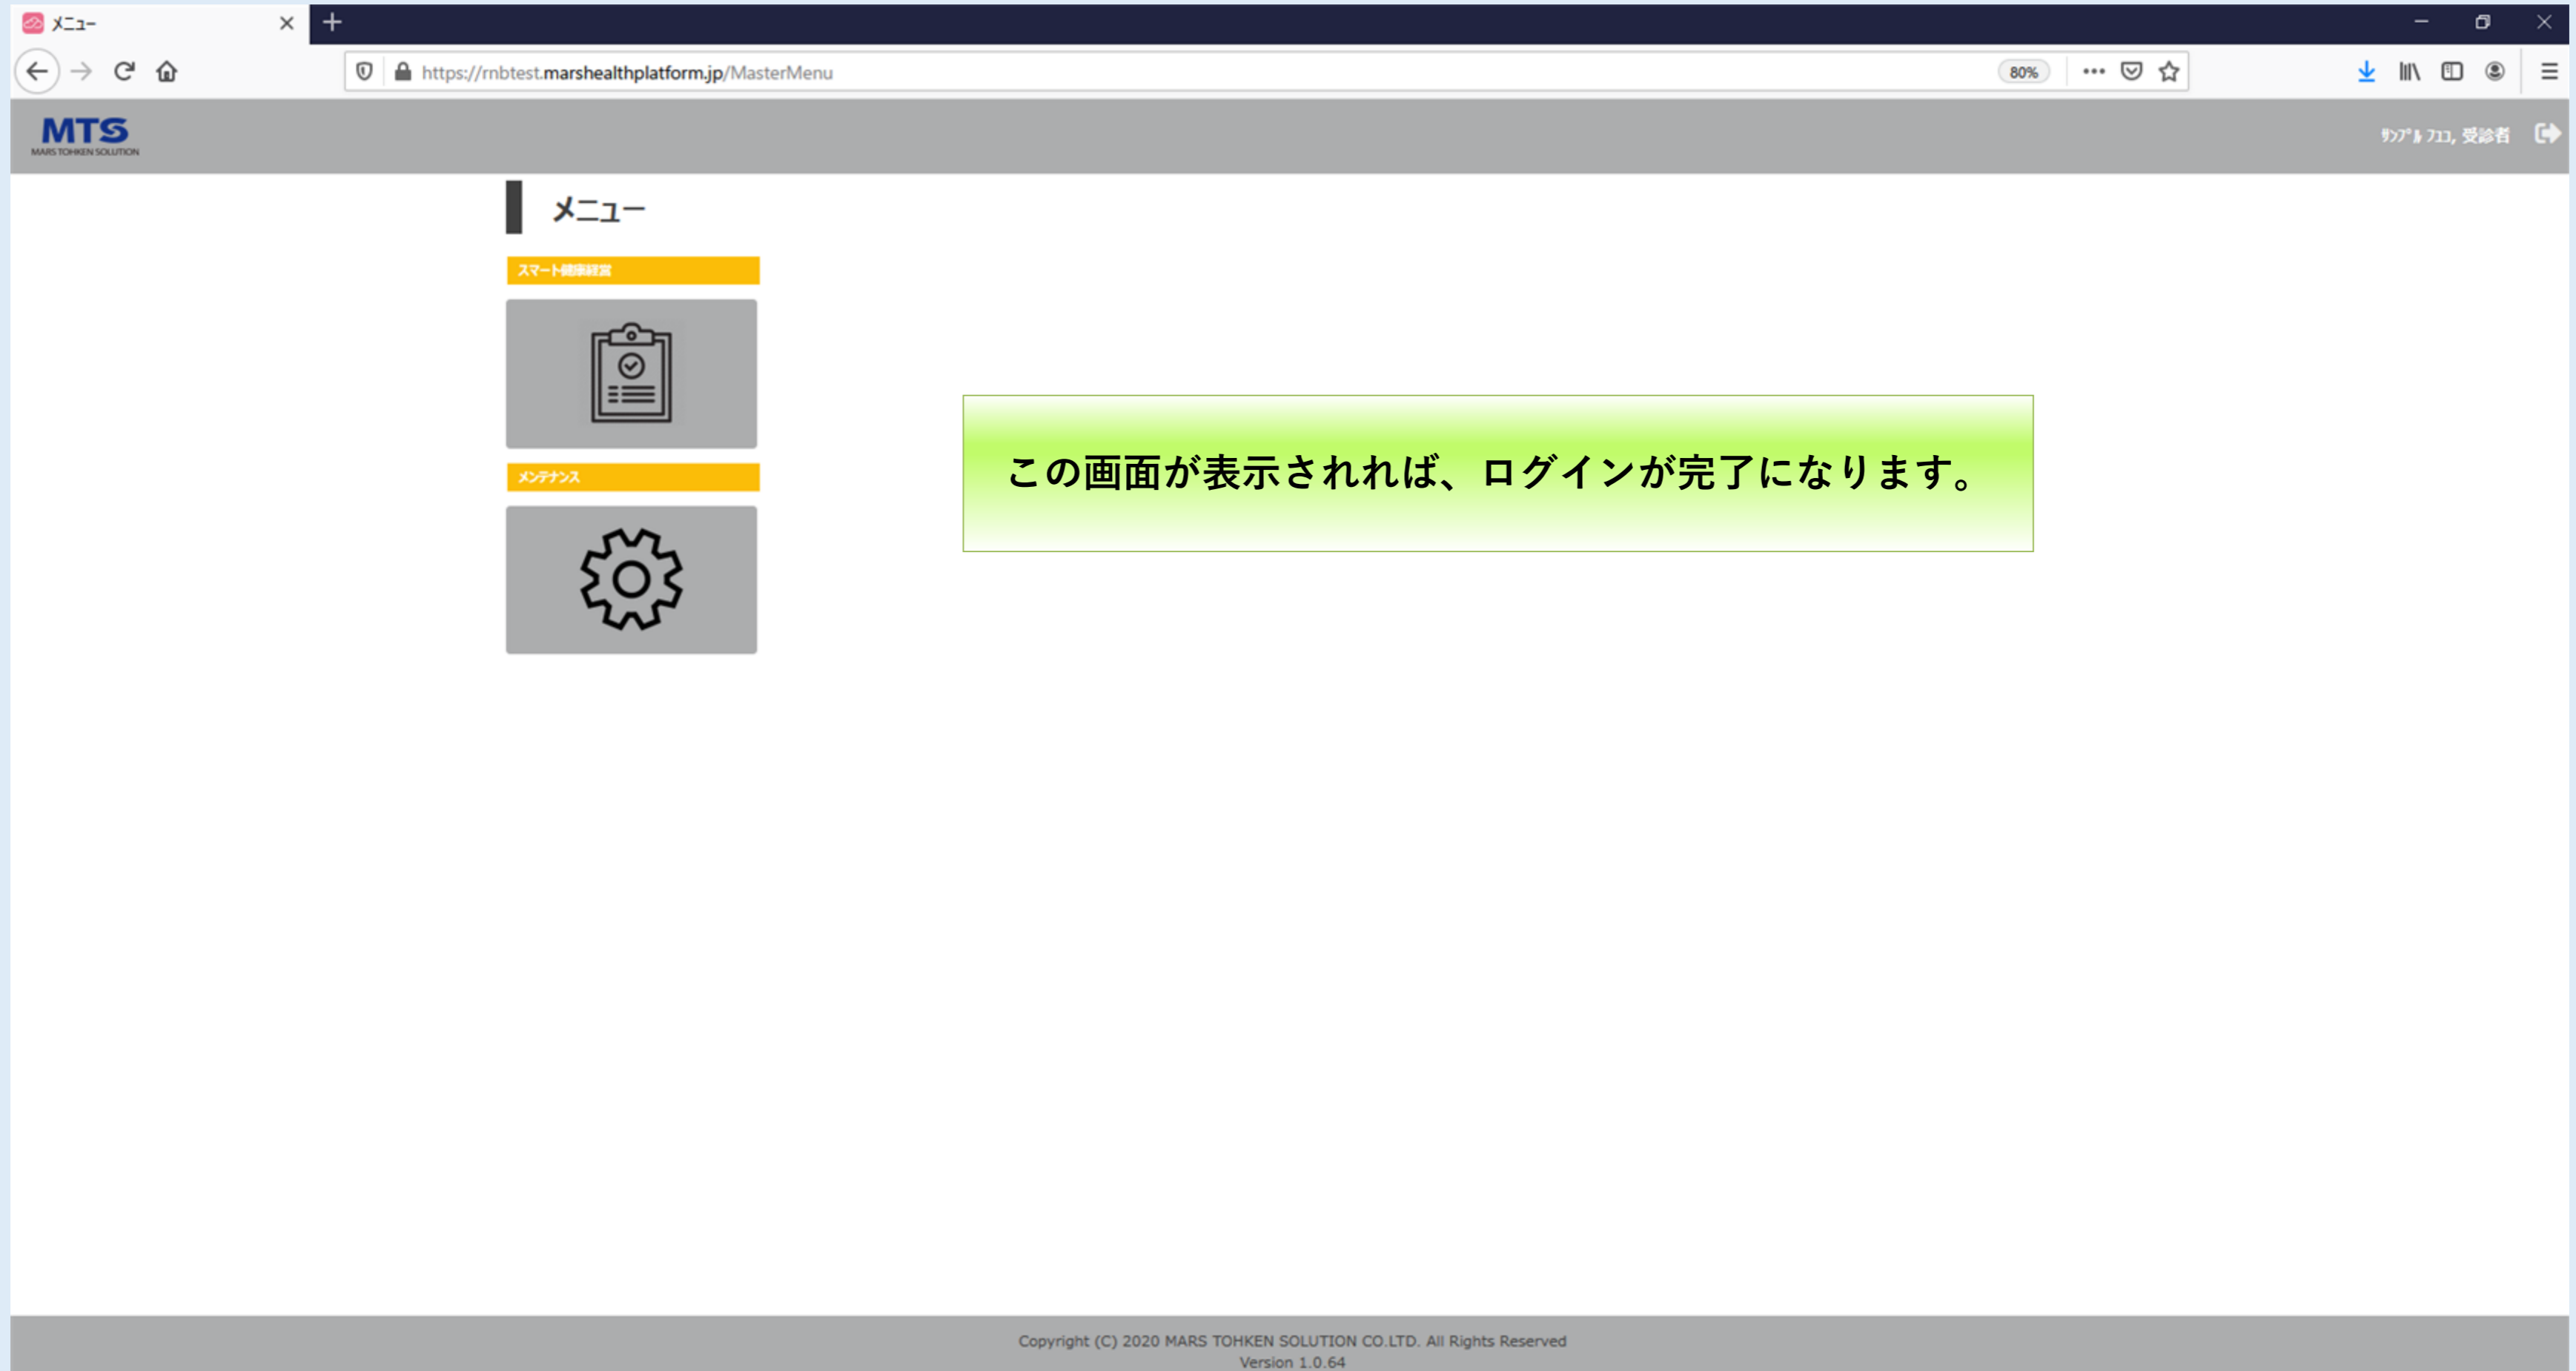 メニュー
https://rnbtest.marshealthplatform.jp/MasterMenu
80%
MTS
MARS TOHKEN SOLUTION
ｻﾝﾌﾟﾙ ﾌﾕｺ, 受診者
メニュー
スマート健康経営
メンテナンス
この画面が表示されれば、ログインが完了になります。
Copyright (C) 2020 MARS TOHKEN SOLUTION CO.LTD. All Rights Reserved
Version 1.0.64